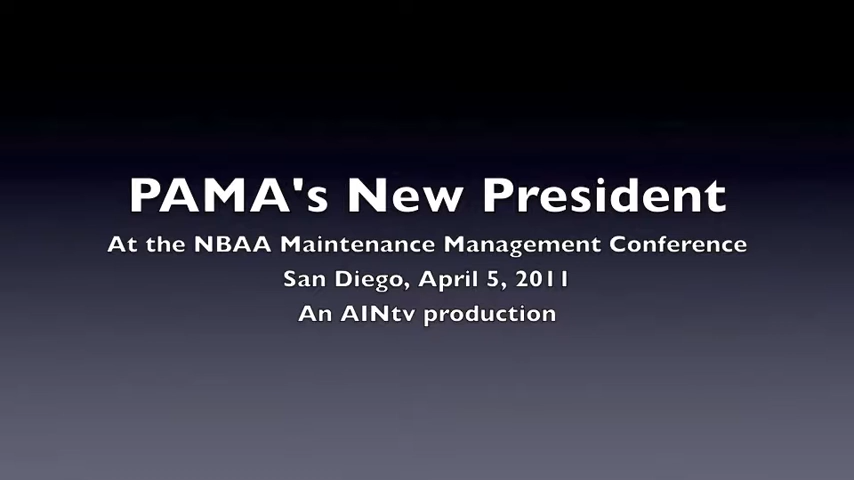 PAMA's New President
At the NBAA Maintenance Management Conference
San Diego, April 5, 2011
An AINtv production